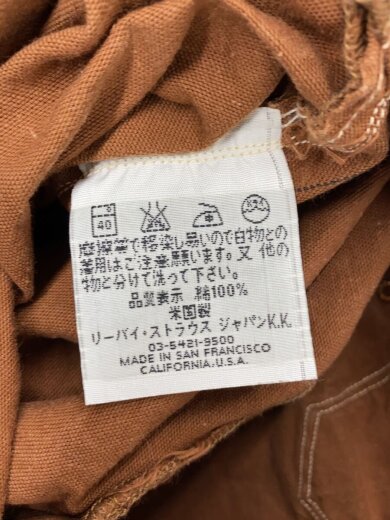 40
摩擦等で移染し易いので白物との
着用はご注意願います。又 他の
物と分けて洗って下さい。
品質表示 綿100%
米国製
リーバイ・ストラウス ジャパンK.K.
03-5421-9500
MADE IN SAN FRANCISCO
CALIFORNIA, U.S.A.